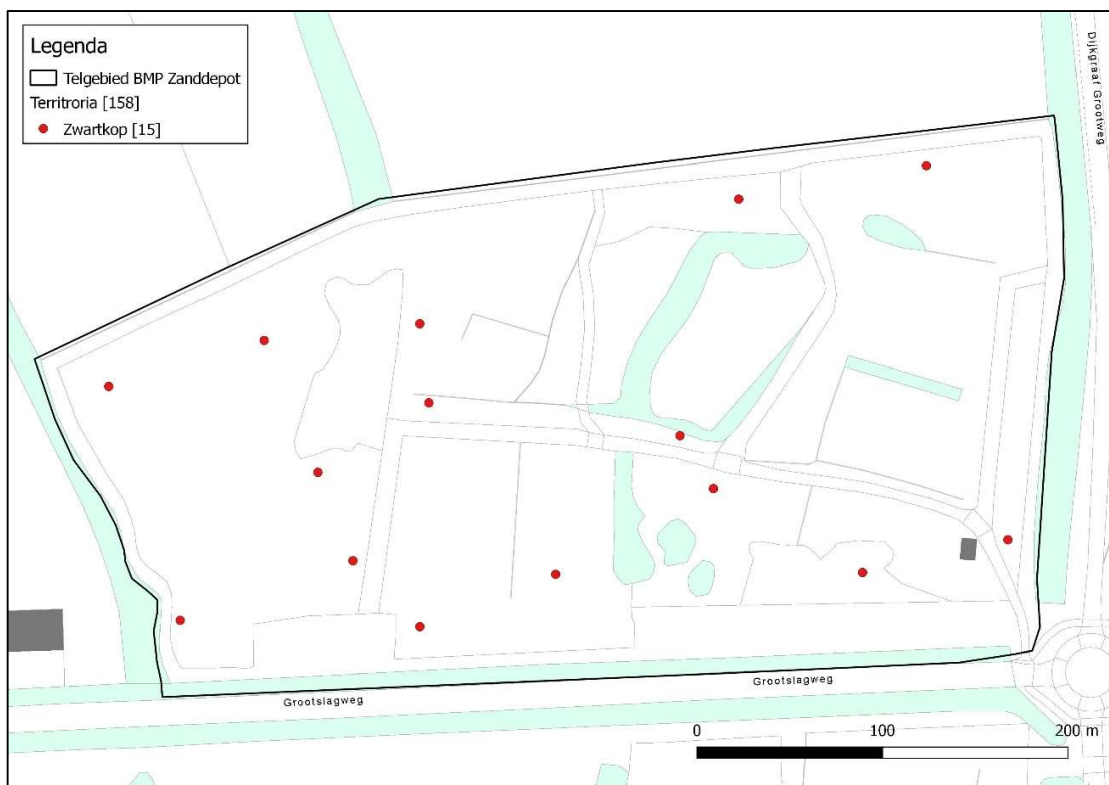 Legenda
Telgebied BMP Zanddepot
Territroria [158]
Zwartkop [15]
Dijkgraaf Grootweg
Grootslagweg
Grootslagweg
0 100 200 m